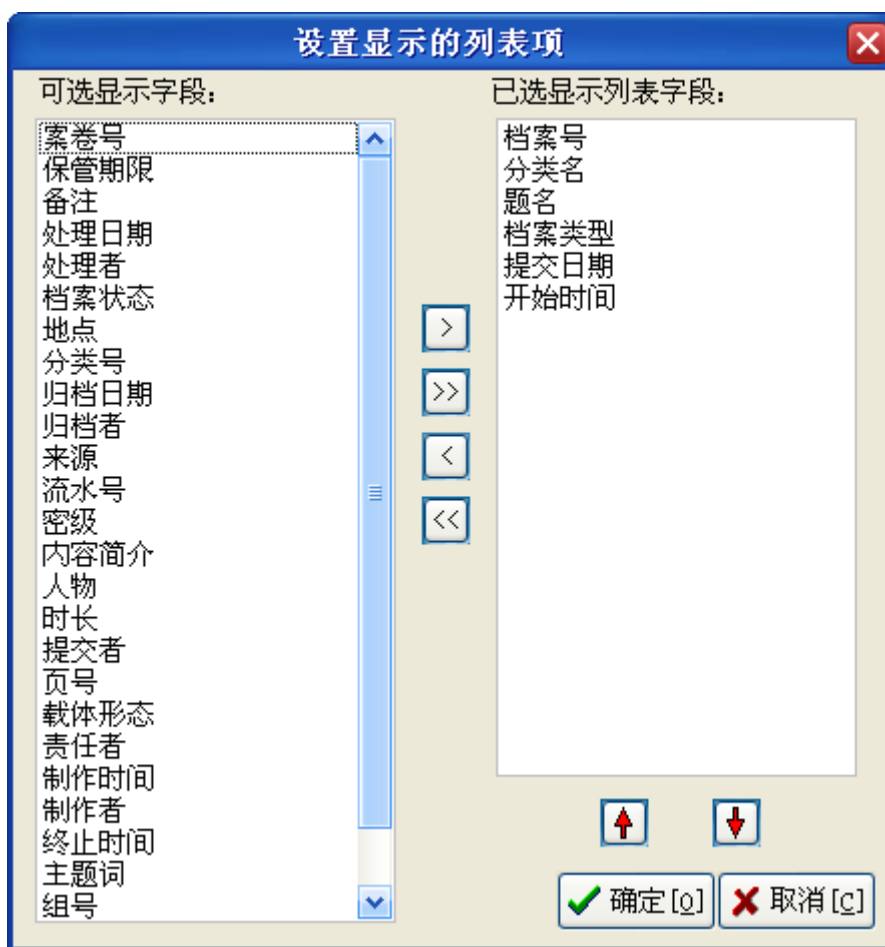 设置显示的列表项
可选显示字段:
案卷号
保管期限
备注
处理日期
处理者
档案状态
地点
分类号
归档日期
归档者
来源
流水号
密级
内容简介
人物
时长
提交者
页号
载体形态
责任者
制作时间
制作者
终止时间
主题词
组号
>
>>
<
<<
已选显示列表字段:
档案号
分类名
题名
档案类型
提交日期
开始时间
确定[O]
取消[C]